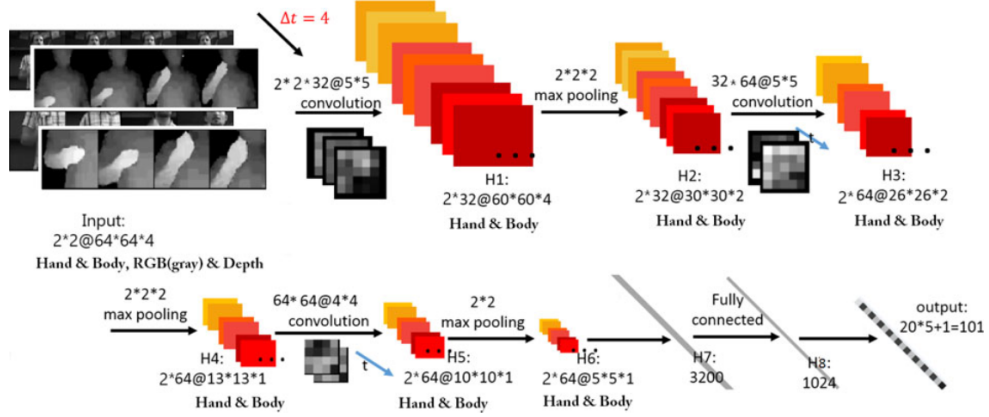 Δt = 4
2*2*32@5*5
convolution
2*2*2
max pooling
32*64@5*5
convolution
t
H1:
2*32@60*60*4
Hand & Body
H2:
2*32@30*30*2
Hand & Body
H3:
2*64@26*26*2
Hand & Body
Input:
2*2@64*64*4
Hand & Body, RGB(gray) & Depth
2*2*2
max pooling
64*64@4*4
convolution
t
2*2
max pooling
Fully
connected
output:
20*5+1=101
H4:
2*64@13*13*1
Hand & Body
H5:
2*64@10*10*1
Hand & Body
H6:
2*64@5*5*1
Hand & Body
H7:
3200
H8:
1024